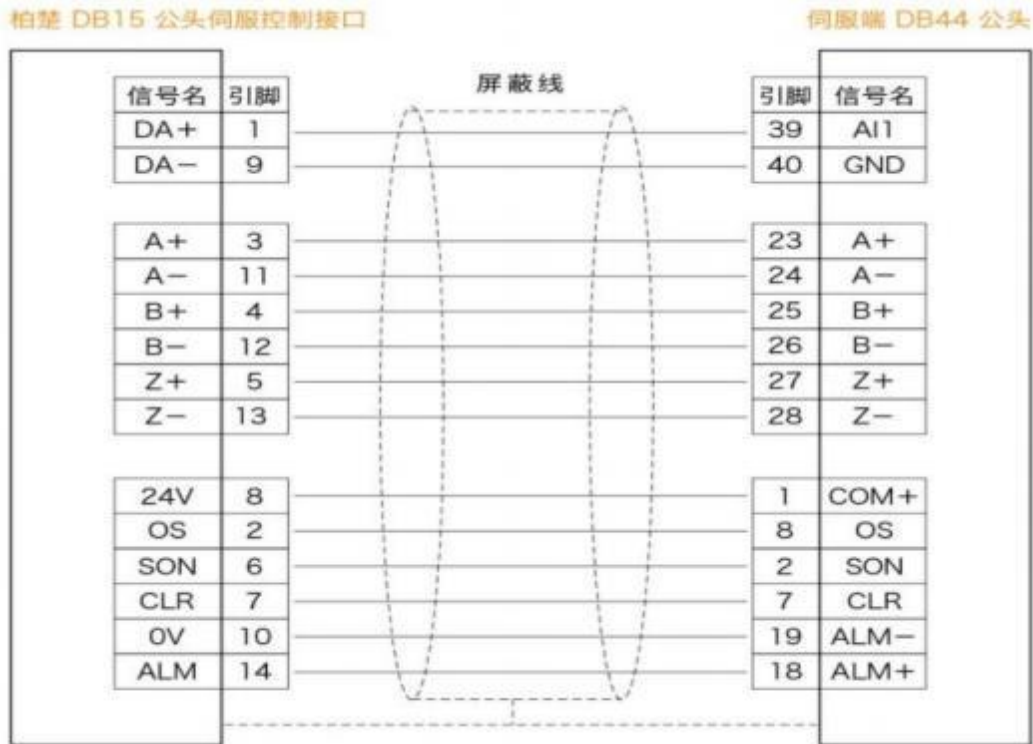 柏楚 DB15 公头伺服控制接口 伺服端 DB44 公头
屏蔽线
信号名 引脚 引脚 信号名
DA+ 1 39 AI1
DA- 9 40 GND
A+ 3 23 A+
A- 11 24 A-
B+ 4 25 B+
B- 12 26 B-
Z+ 5 27 Z+
Z- 13 28 Z-
24V 8 1 COM+
OS 2 8 OS
SON 6 2 SON
CLR 7 7 CLR
0V 10 19 ALM-
ALM 14 18 ALM+